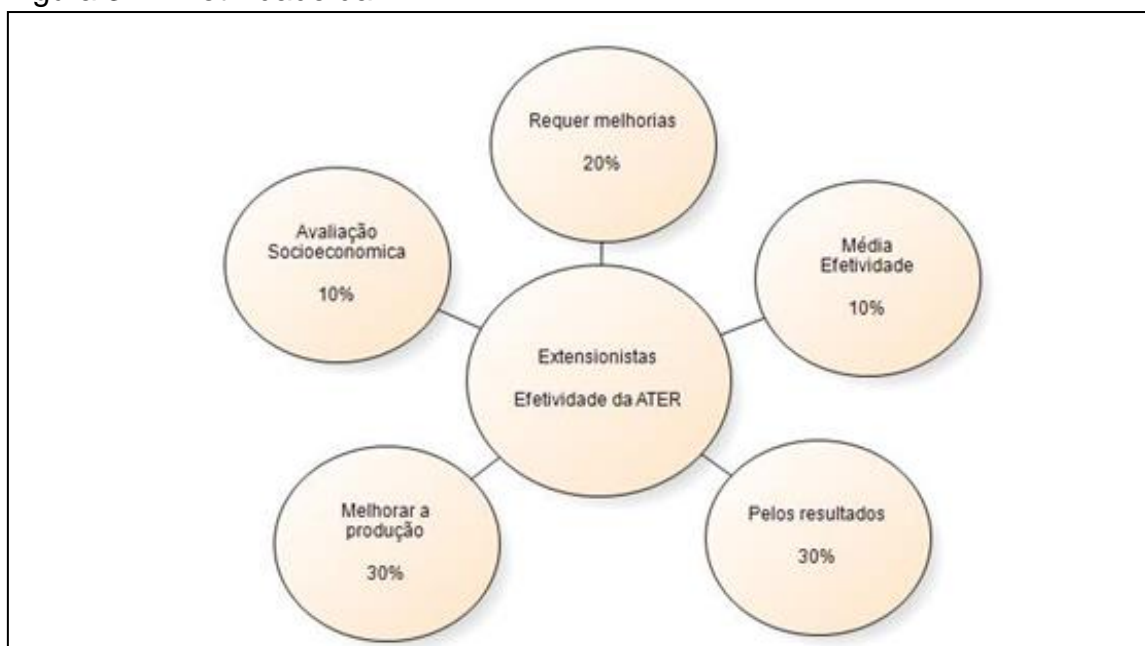 Requer melhorias
20%
Avaliação
Socioeconomica
10%
Média
Efetividade
10%
Extensionistas
Efetividade da ATER
Melhorar a
produção
30%
Pelos resultados
30%